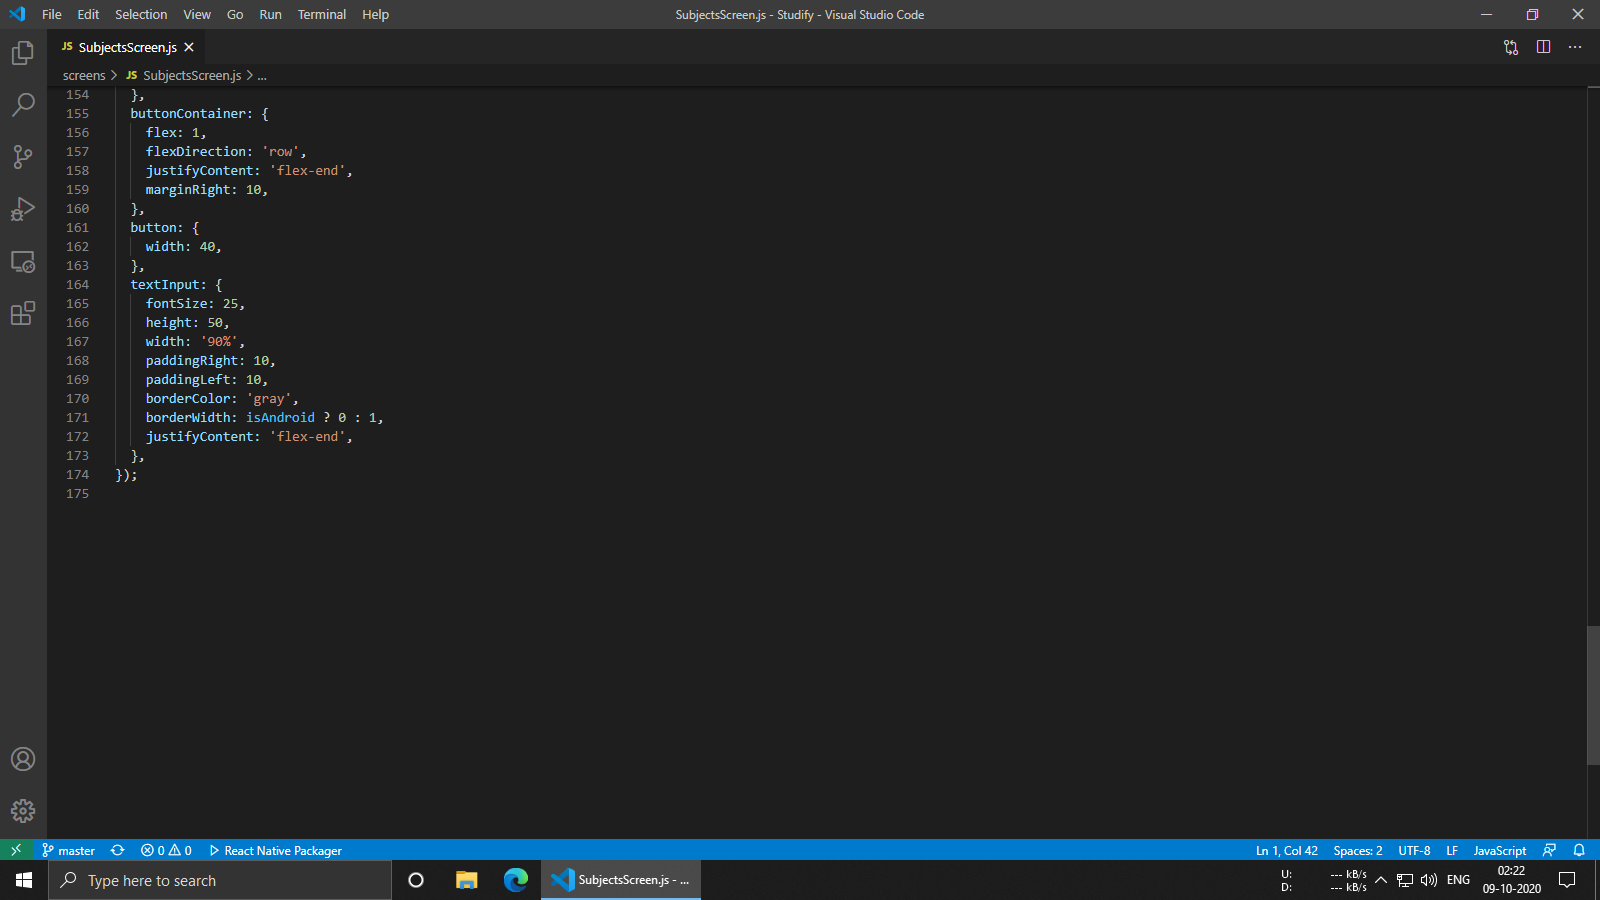 File Edit Selection View Go Run Terminal Help SubjectsScreen.js - Studify - Visual Studio Code
JS SubjectsScreen.js
screens > JS SubjectsScreen.js > ...
154 },
155 buttonContainer: {
156 flex: 1,
157 flexDirection: 'row',
158 justifyContent: 'flex-end',
159 marginRight: 10,
160 },
161 button: {
162 width: 40,
163 },
164 textInput: {
165 fontSize: 25,
166 height: 50,
167 width: '90%',
168 paddingRight: 10,
169 paddingLeft: 10,
170 borderColor: 'gray',
171 borderWidth: isAndroid ? 0 : 1,
172 justifyContent: 'flex-end',
173 },
174 });
175
master 0 0 React Native Packager Ln 1, Col 42 Spaces: 2 UTF-8 LF JavaScript
Type here to search SubjectsScreen.js - ...
U: --- kB/s
D: --- kB/s
ENG
02:22
09-10-2020